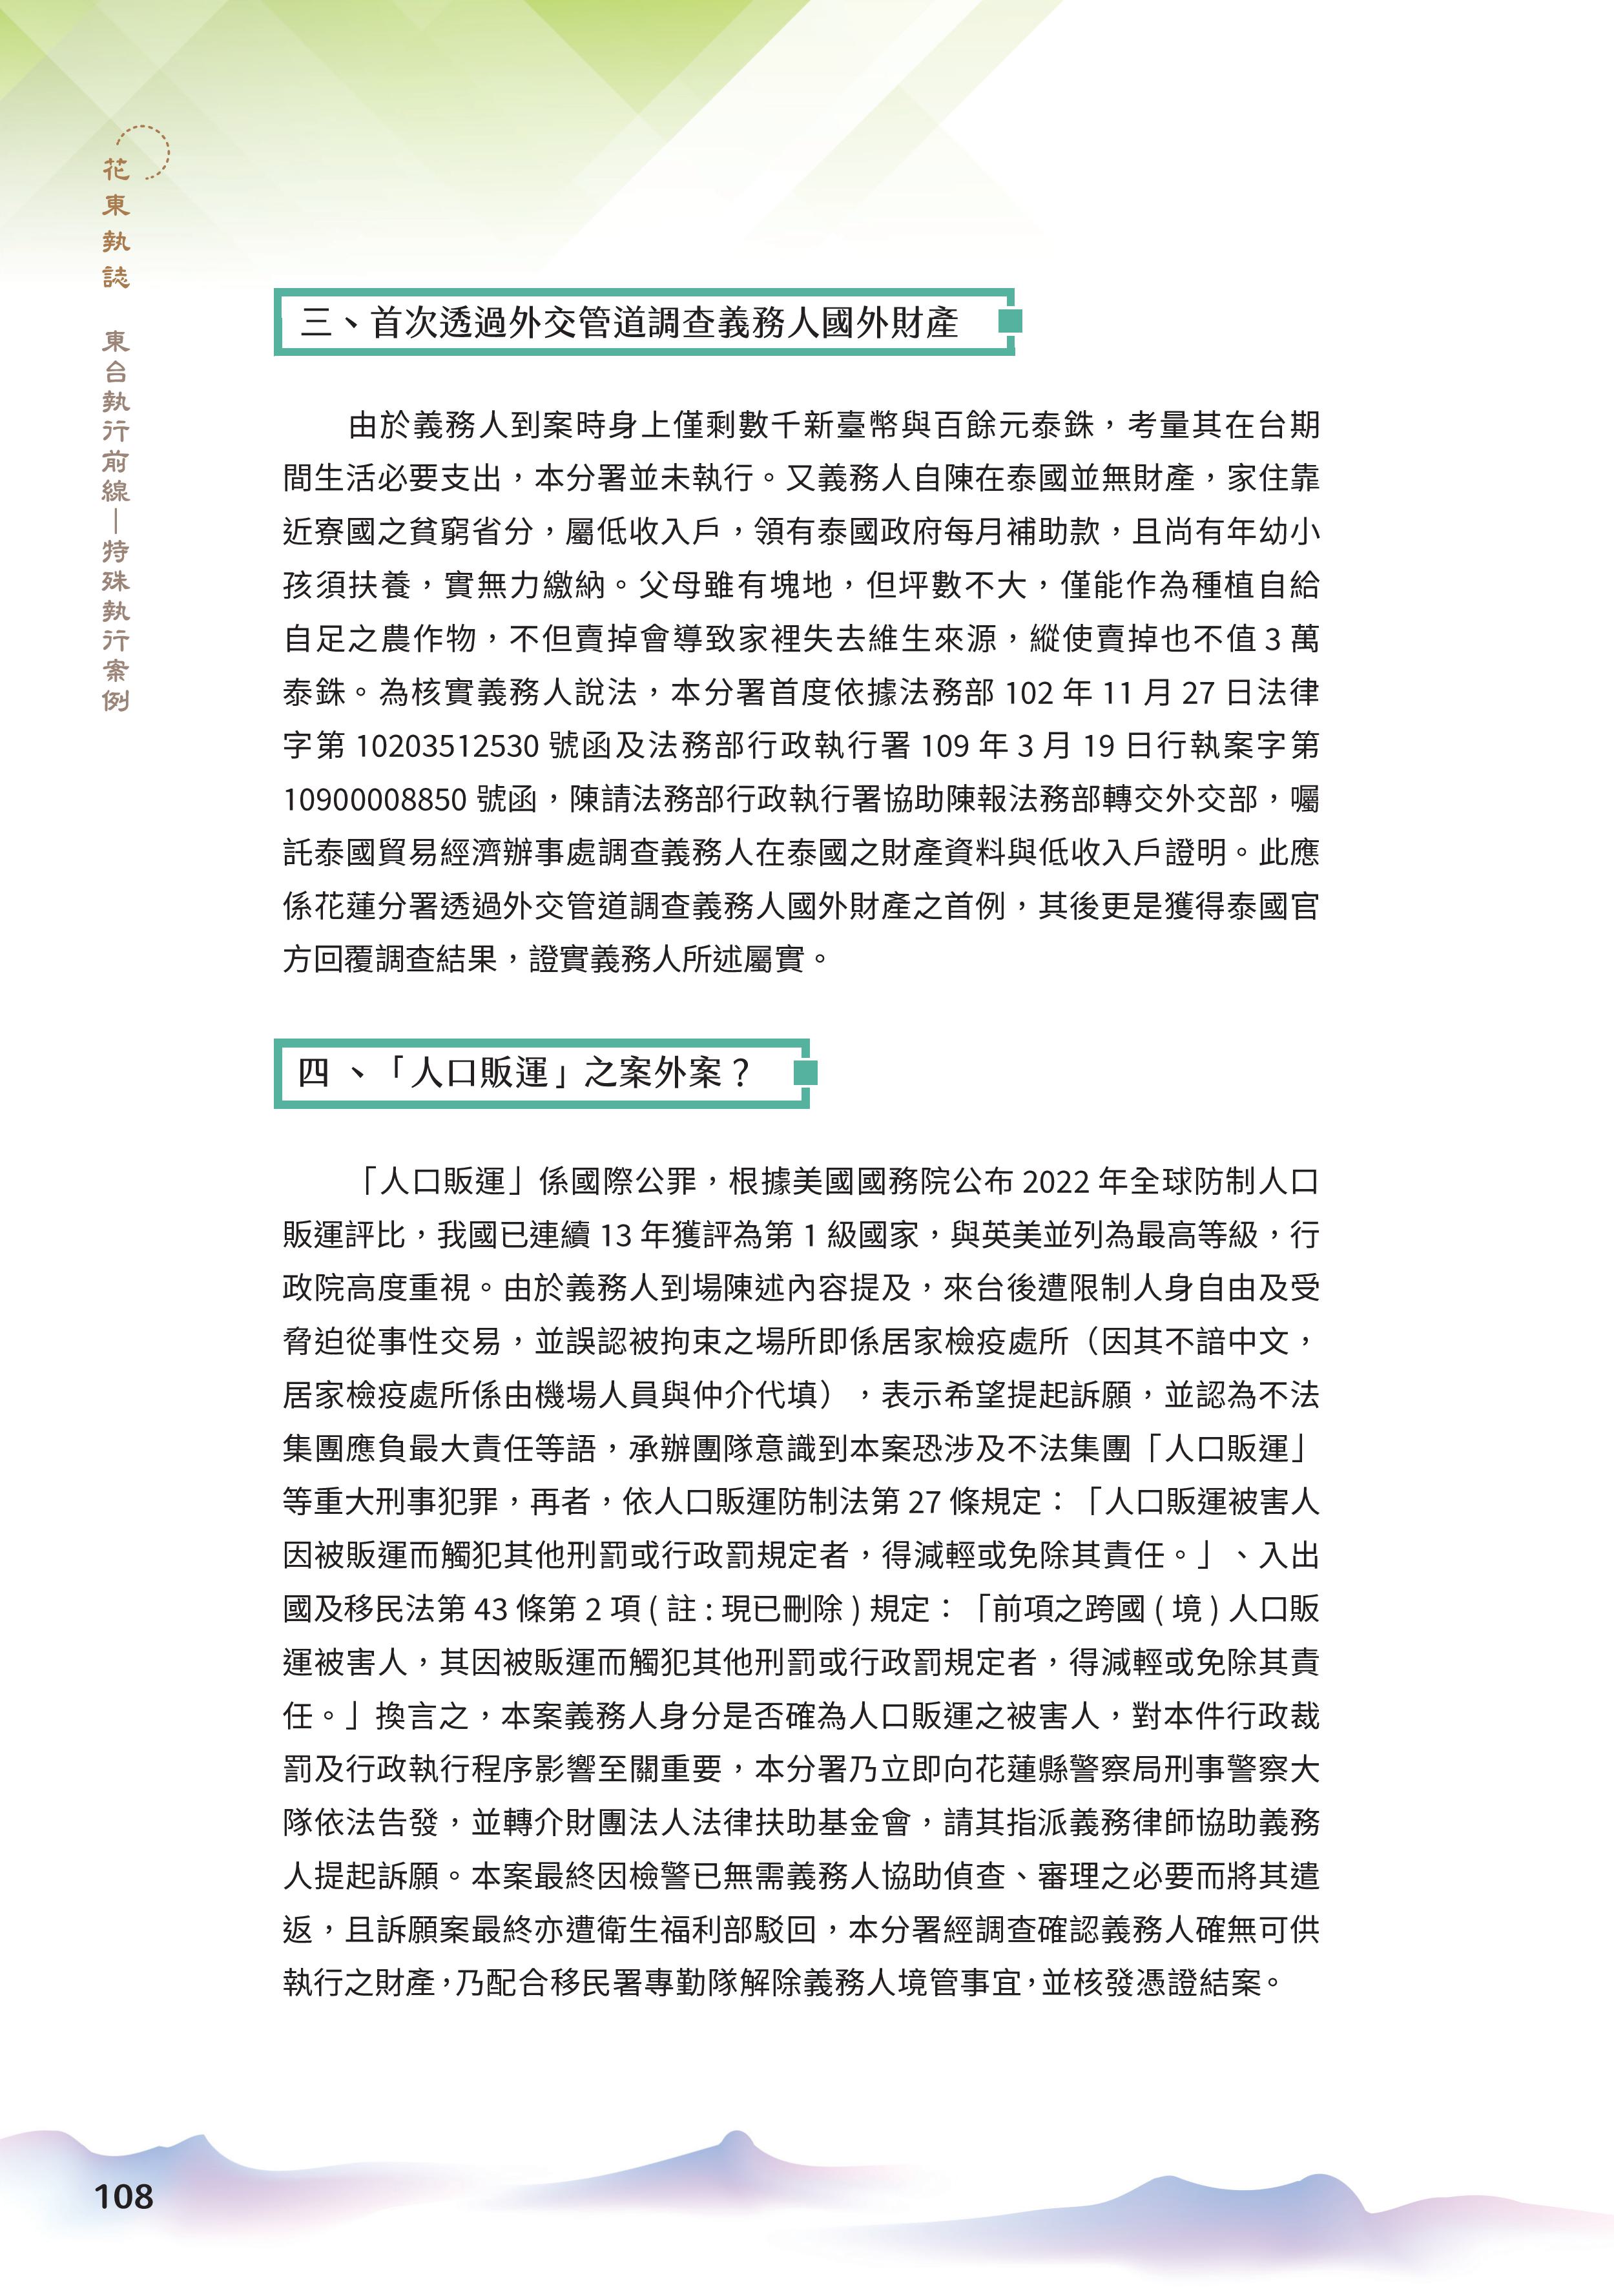 花東執誌
東台執行前線—特殊執行案例
三、首次透過外交管道調查義務人國外財產
由於義務人到案時身上僅剩數千新臺幣與百餘元泰銖，考量其在台期
間生活必要支出，本分署並未執行。又義務人自陳在泰國並無財產，家住靠
近寮國之貧窮省分，屬低收入戶，領有泰國政府每月補助款，且尚有年幼小
孩須扶養，實無力繳納。父母雖有塊地，但坪數不大，僅能作為種植自給
自足之農作物，不但賣掉會導致家裡失去維生來源，縱使賣掉也不值 3 萬
泰銖。為核實義務人說法，本分署首度依據法務部 102 年 11 月 27 日法律
字第 10203512530 號函及法務部行政執行署 109 年 3 月 19 日行執案字第
10900008850 號函，陳請法務部行政執行署協助陳報法務部轉交外交部，囑
託泰國貿易經濟辦事處調查義務人在泰國之財產資料與低收入戶證明。此應
係花蓮分署透過外交管道調查義務人國外財產之首例，其後更是獲得泰國官
方回覆調查結果，證實義務人所述屬實。
四、「人口販運」之案外案？
「人口販運」係國際公罪，根據美國國務院公布 2022 年全球防制人口
販運評比，我國已連續 13 年獲評為第 1 級國家，與英美並列為最高等級，行
政院高度重視。由於義務人到場陳述內容提及，來台後遭限制人身自由及受
脅迫從事性交易，並誤認被拘束之場所即係居家檢疫處所（因其不諳中文，
居家檢疫處所係由機場人員與仲介代填），表示希望提起訴願，並認為不法
集團應負最大責任等語，承辦團隊意識到本案恐涉及不法集團「人口販運」
等重大刑事犯罪，再者，依人口販運防制法第 27 條規定：「人口販運被害人
因被販運而觸犯其他刑罰或行政罰規定者，得減輕或免除其責任。」、入出
國及移民法第 43 條第 2 項 ( 註 : 現已刪除 ) 規定：「前項之跨國 ( 境 ) 人口販
運被害人，其因被販運而觸犯其他刑罰或行政罰規定者，得減輕或免除其責
任。」換言之，本案義務人身分是否確為人口販運之被害人，對本件行政裁
罰及行政執行程序影響至關重要，本分署乃立即向花蓮縣警察局刑事警察大
隊依法告發，並轉介財團法人法律扶助基金會，請其指派義務律師協助義務
人提起訴願。本案最終因檢警已無需義務人協助偵查、審理之必要而將其遣
返，且訴願案最終亦遭衛生福利部駁回，本分署經調查確認義務人確無可供
執行之財產，乃配合移民署專勤隊解除義務人境管事宜，並核發憑證結案。
108